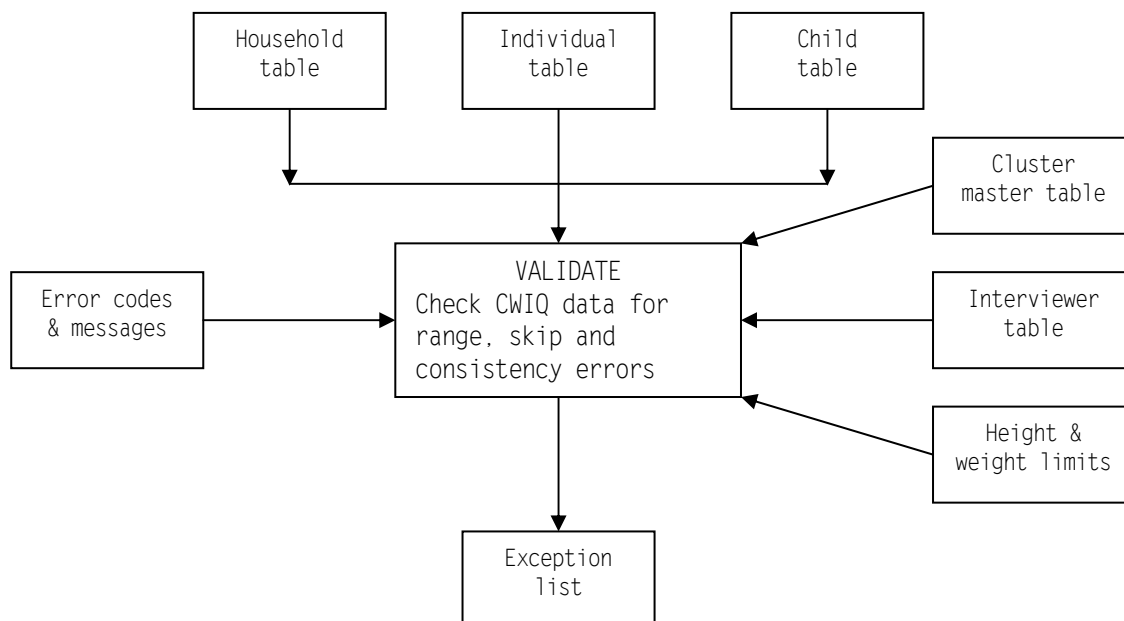 Household
table
Individual
table
Child
table
Cluster
master table
VALIDATE
Check CWIQ data for
range, skip and
consistency errors
Error codes
& messages
Interviewer
table
Height &
weight limits
Exception
list